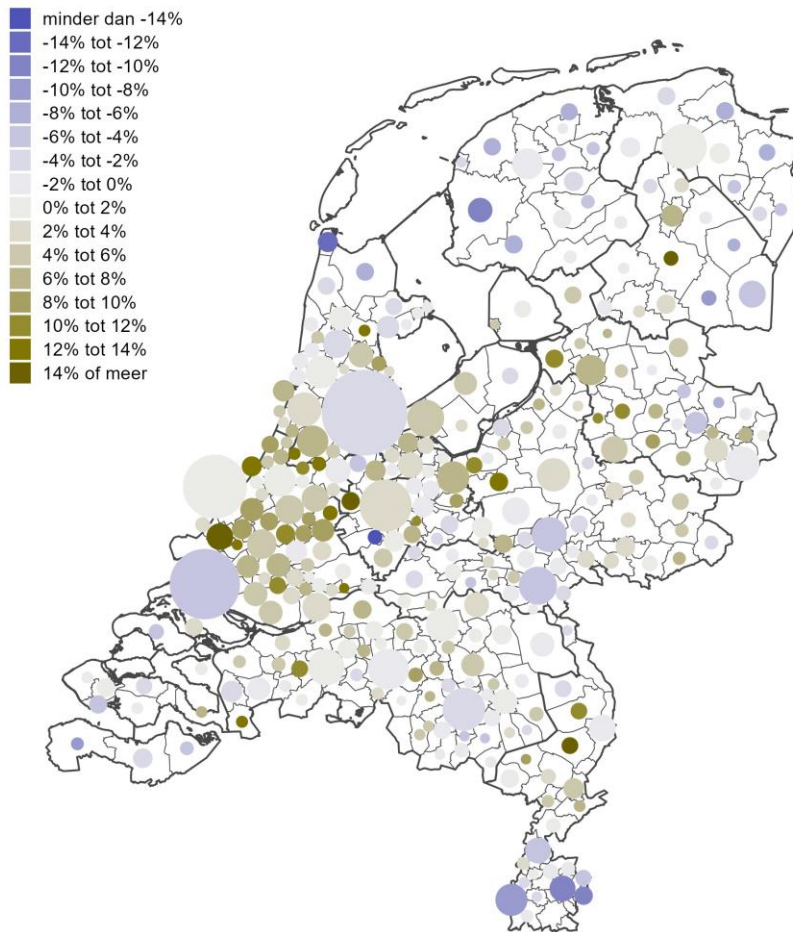 minder dan -14%
-14% tot -12%
-12% tot -10%
-10% tot -8%
-8% tot -6%
-6% tot -4%
-4% tot -2%
-2% tot 0%
0% tot 2%
2% tot 4%
4% tot 6%
6% tot 8%
8% tot 10%
10% tot 12%
12% tot 14%
14% of meer